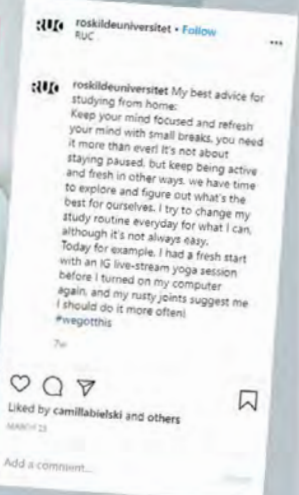 RUC roskildeuniversitet • Follow
RUC
RUC roskildeuniversitet My best advice for
studying from home:
Keep your mind focused and refresh
your mind with small breaks, you need
it more than ever! It's not about
staying paused, but keep being active
and fresh in other ways. we have time
to explore and figure out what's the
best for ourselves. I try to change my
study routine everyday for what I can,
although it's not always easy.
Today for example, I had a fresh start
with an IG live-stream yoga session
before I turned on my computer
again, and my rusty joints suggest me
I should do it more often!
#wegotthis
7w
Liked by camillabielski and others
MARCH 23
Add a comment...